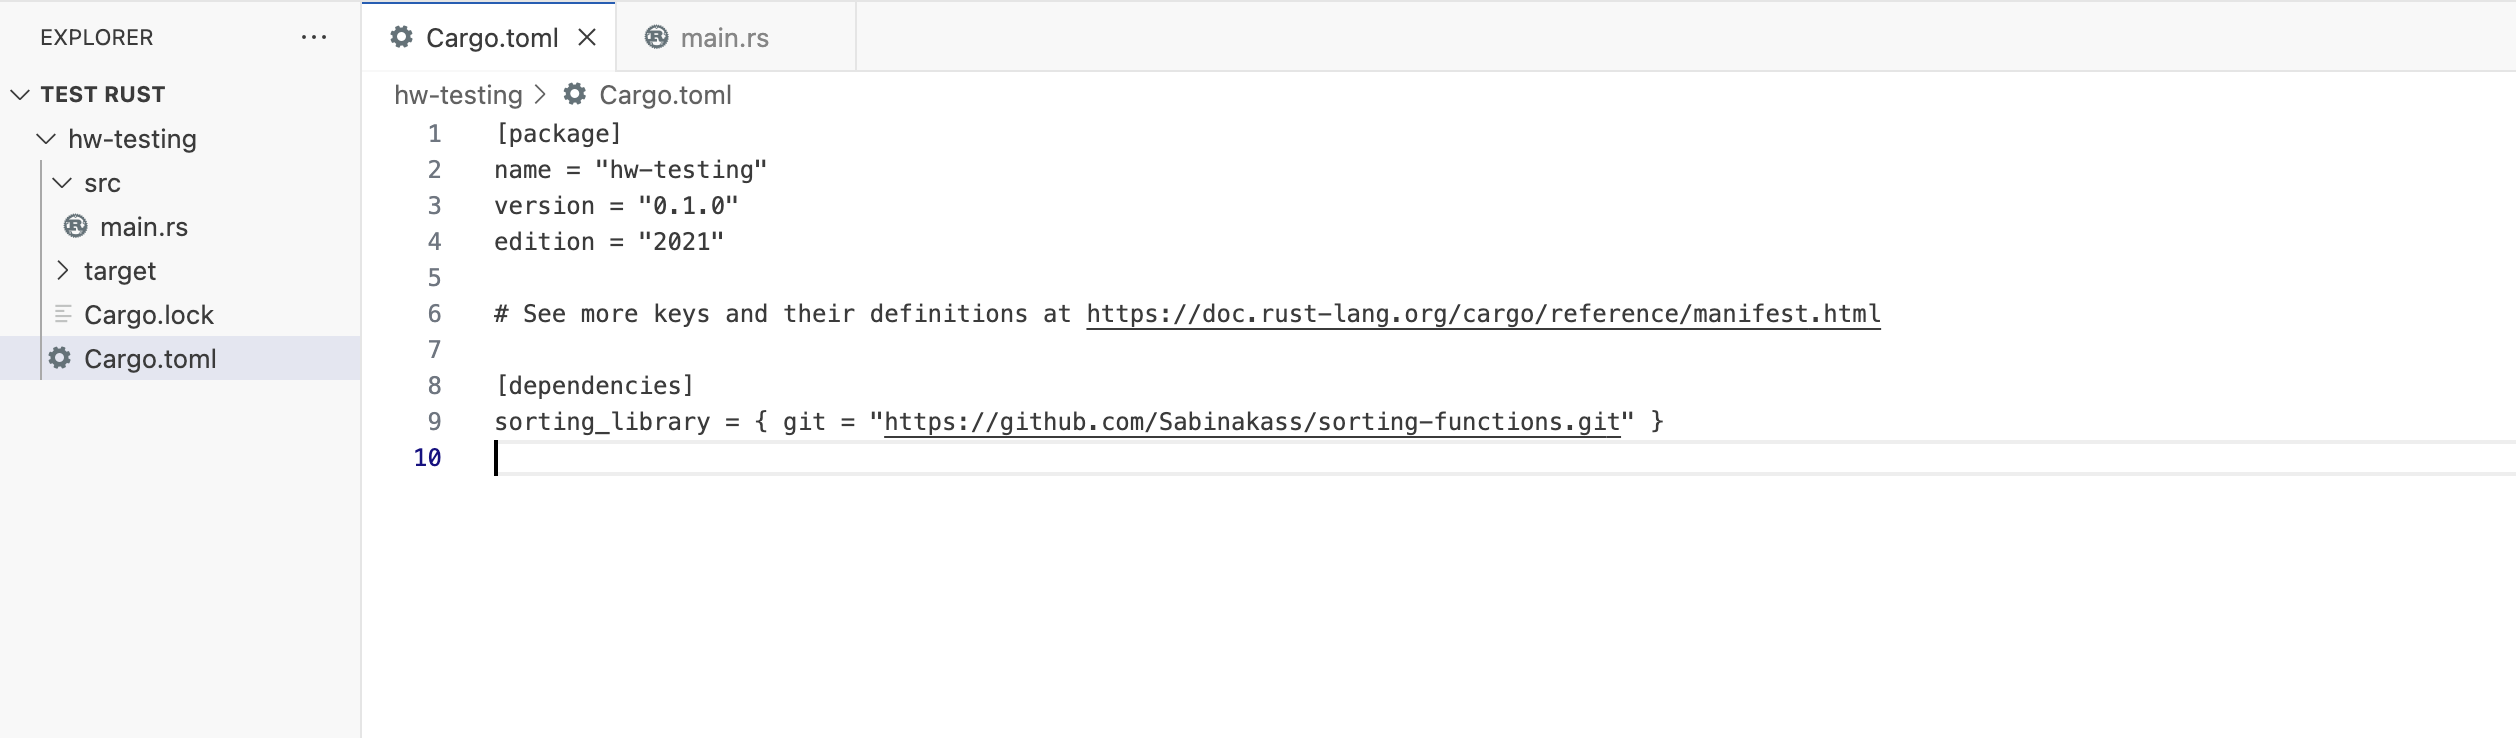 EXPLORER ···
Cargo.toml
main.rs
TEST RUST
hw-testing
src
main.rs
target
Cargo.lock
Cargo.toml
hw-testing > Cargo.toml
1 [package]
2 name = "hw-testing"
3 version = "0.1.0"
4 edition = "2021"
5
6 # See more keys and their definitions at https://doc.rust-lang.org/cargo/reference/manifest.html
7
8 [dependencies]
9 sorting_library = { git = "https://github.com/Sabinakass/sorting-functions.git" }
10